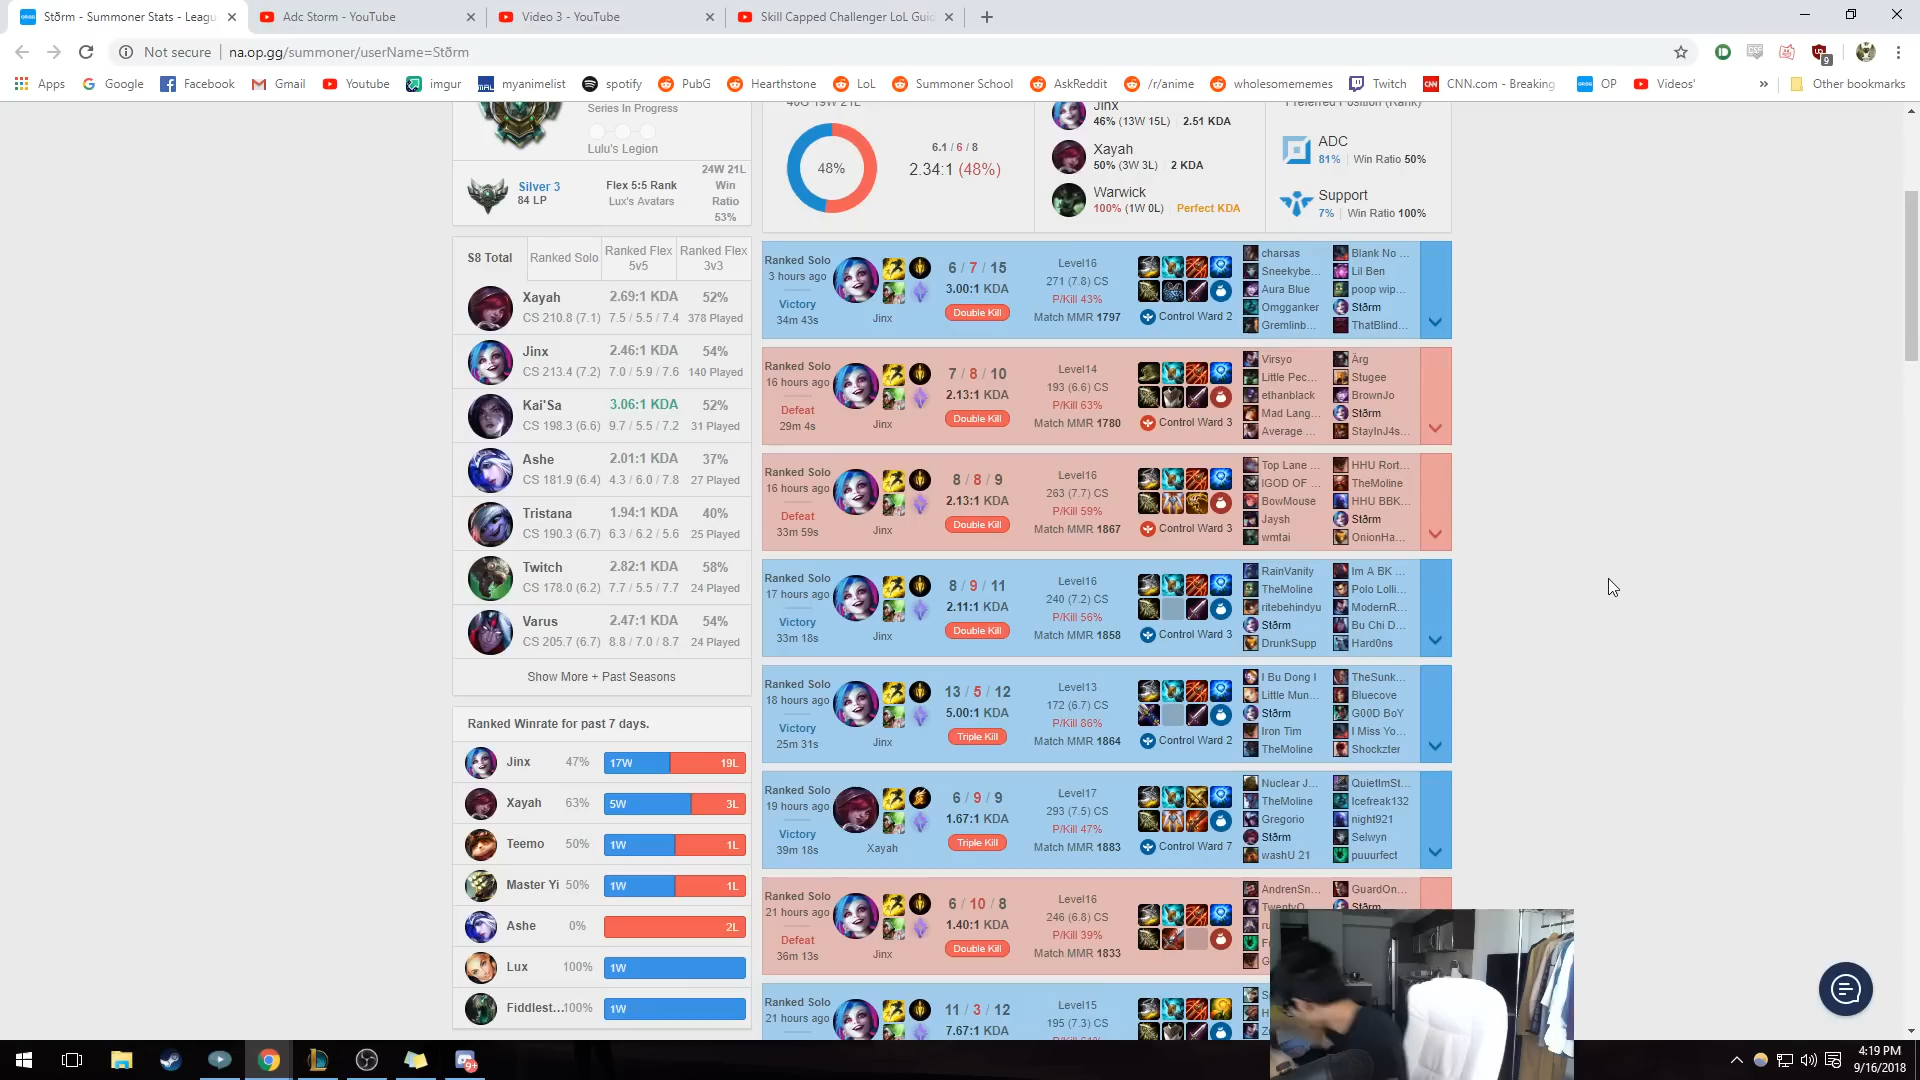 Stðrm - Summoner Stats - Leagu
Adc Storm - YouTube
Video 3 - YouTube
Skill Capped Challenger LoL Guid
Not secure
na.op.gg/summoner/userName=Stðrm
9
Apps
Google
Facebook
Gmail
Youtube
imgur
myanimelist
spotify
PubG
Hearthstone
LoL
Summoner School
AskReddit
/r/anime
wholesomememes
Twitch
CNN.com - Breaking
OP
Videos'
»
Other bookmarks
Series In Progress
Lulu's Legion
Silver 3
84 LP
Flex 5:5 Rank
Lux's Avatars
24W 21L
Win
Ratio
53%
40G 19W 21L
48%
6.1 / 6 / 8
2.34:1 (48%)
Jinx
46% (13W 15L) 2.51 KDA
Xayah
50% (3W 3L) 2 KDA
Warwick
100% (1W 0L) Perfect KDA
Preferred Position (Rank)
ADC
81% Win Ratio 50%
Support
7% Win Ratio 100%
S8 Total
Ranked Solo
Ranked Flex 5v5
Ranked Flex 3v3
Xayah 2.69:1 KDA 52%
CS 210.8 (7.1) 7.5 / 5.5 / 7.4 378 Played
Jinx 2.46:1 KDA 54%
CS 213.4 (7.2) 7.0 / 5.9 / 7.6 140 Played
Kai'Sa 3.06:1 KDA 52%
CS 198.3 (6.6) 9.7 / 5.5 / 7.2 31 Played
Ashe 2.01:1 KDA 37%
CS 181.9 (6.4) 4.3 / 6.0 / 7.8 27 Played
Tristana 1.94:1 KDA 40%
CS 190.3 (6.7) 6.3 / 6.2 / 5.6 25 Played
Twitch 2.82:1 KDA 58%
CS 178.0 (6.2) 7.7 / 5.5 / 7.7 24 Played
Varus 2.47:1 KDA 54%
CS 205.7 (6.7) 8.8 / 7.0 / 8.7 24 Played
Show More + Past Seasons
Ranked Winrate for past 7 days.
Jinx 47% 17W 19L
Xayah 63% 5W 3L
Teemo 50% 1W 1L
Master Yi 50% 1W 1L
Ashe 0% 2L
Lux 100% 1W
Fiddlest... 100% 1W
Ranked Solo
3 hours ago
Victory
34m 43s
Jinx
6 / 7 / 15
3.00:1 KDA
Double Kill
Level16
271 (7.8) CS
P/Kill 43%
Match MMR 1797
Control Ward 2
charsas Blank No ...
Sneekybe... Lil Ben
Aura Blue poop wip...
Omgganker Stðrm
Gremlinb... ThatBlind...
Ranked Solo
16 hours ago
Defeat
29m 4s
Jinx
7 / 8 / 10
2.13:1 KDA
Double Kill
Level14
193 (6.6) CS
P/Kill 63%
Match MMR 1780
Control Ward 3
Virsyo Àrg
Little Pec... Stugee
ethanblack BrownJo
Mad Lang... Stðrm
Average ... StayInJ4s...
Ranked Solo
16 hours ago
Defeat
33m 59s
Jinx
8 / 8 / 9
2.13:1 KDA
Double Kill
Level16
263 (7.7) CS
P/Kill 59%
Match MMR 1867
Control Ward 3
Top Lane ... HHU Rort...
IGOD OF ... TheMoline
BowMouse HHU BBK...
Jaysh Stðrm
wmtai OnionHa...
Ranked Solo
17 hours ago
Victory
33m 18s
Jinx
8 / 9 / 11
2.11:1 KDA
Double Kill
Level16
240 (7.2) CS
P/Kill 56%
Match MMR 1858
Control Ward 3
RainVanity Im A BK ...
TheMoline Polo Lolli...
ritebehindyu ModernR...
Stðrm Bu Chi D...
DrunkSupp Hard0ns
Ranked Solo
18 hours ago
Victory
25m 31s
Jinx
13 / 5 / 12
5.00:1 KDA
Triple Kill
Level13
172 (6.7) CS
P/Kill 86%
Match MMR 1864
Control Ward 2
I Bu Dong I TheSunk...
Little Mun... Bluecove
Stðrm G00D BoY
Iron Tim I Miss Yo...
TheMoline Shockzter
Ranked Solo
19 hours ago
Victory
39m 18s
Xayah
6 / 9 / 9
1.67:1 KDA
Triple Kill
Level17
293 (7.5) CS
P/Kill 47%
Match MMR 1883
Control Ward 7
Nuclear J... QuietImSt...
TheMoline Icefreak132
Gregorio night921
Stðrm Selwyn
washU 21 puuurfect
Ranked Solo
21 hours ago
Defeat
36m 13s
Jinx
6 / 10 / 8
1.40:1 KDA
Double Kill
Level16
246 (6.8) CS
P/Kill 39%
Match MMR 1833
AndrenSn... GuardOn...
Ranked Solo
21 hours ago
11 / 3 / 12
7.67:1 KDA
Level15
195 (7.3) CS
9+
4:19 PM
9/16/2018